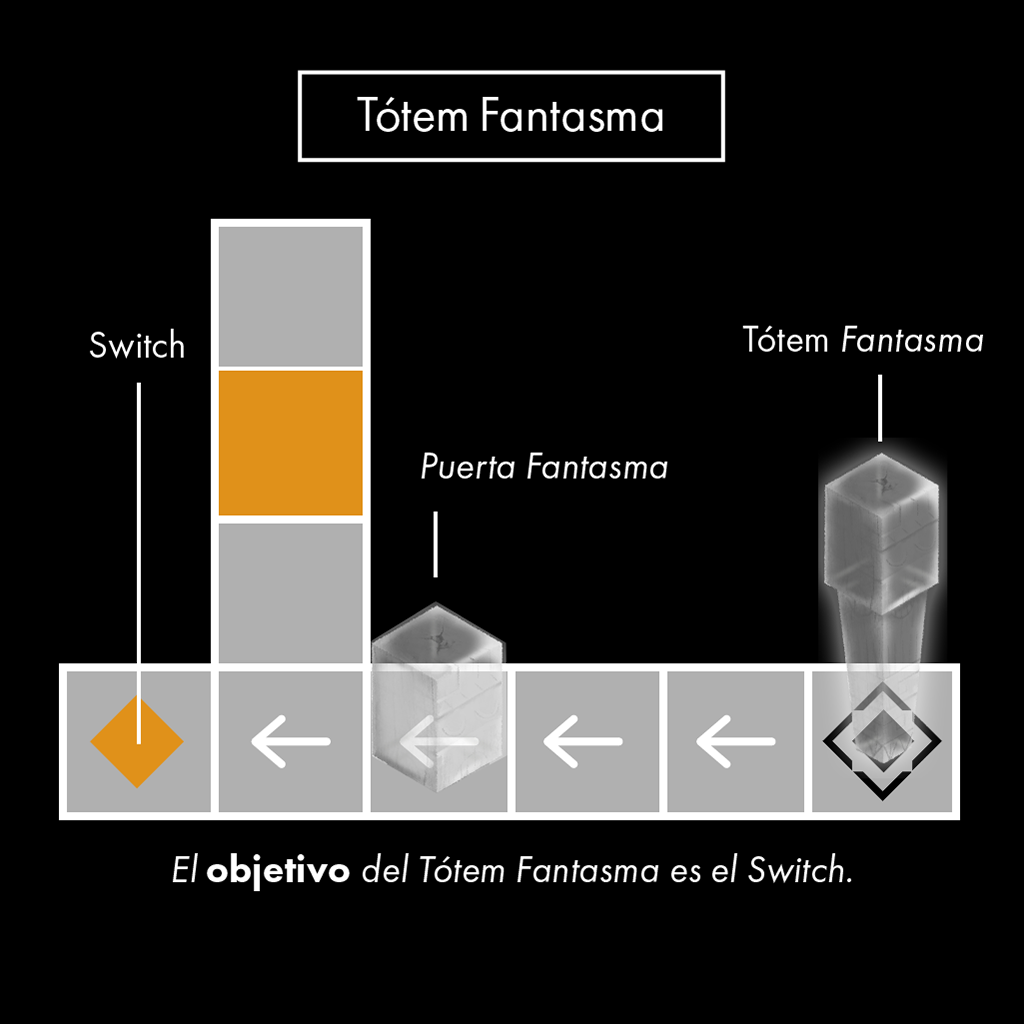 Tótem Fantasma
Switch
Tótem Fantasma
Puerta Fantasma
El objetivo del Tótem Fantasma es el Switch.